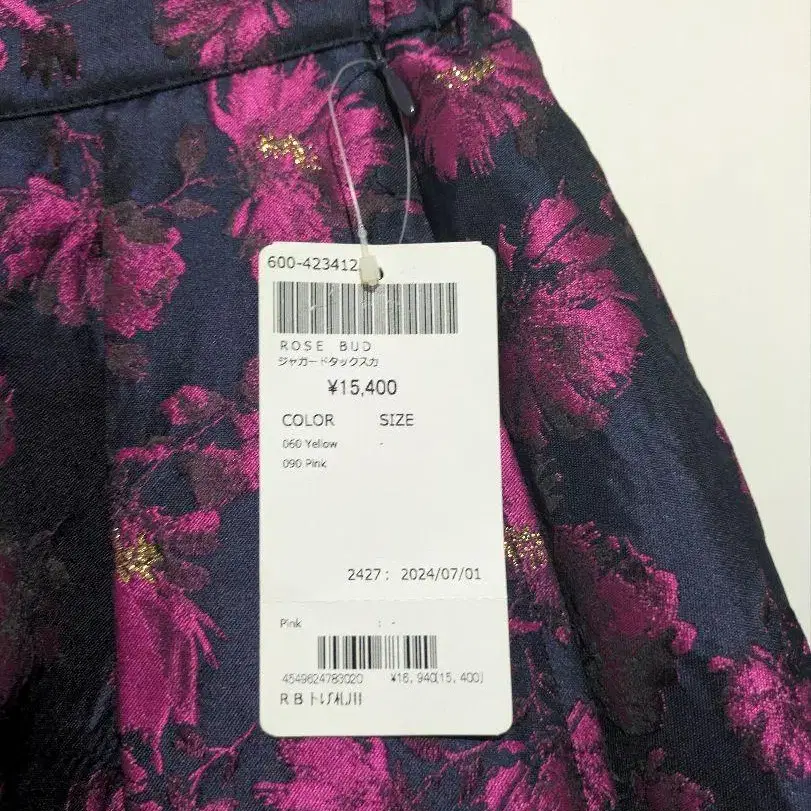 600-423412
ROSE BUD
ジャガードタックスカ
¥15,400
COLOR SIZE
060 Yellow -
090 Pink
2427: 2024/07/01
Pink : -
4549624783020 ¥16,940(15,400)
RB